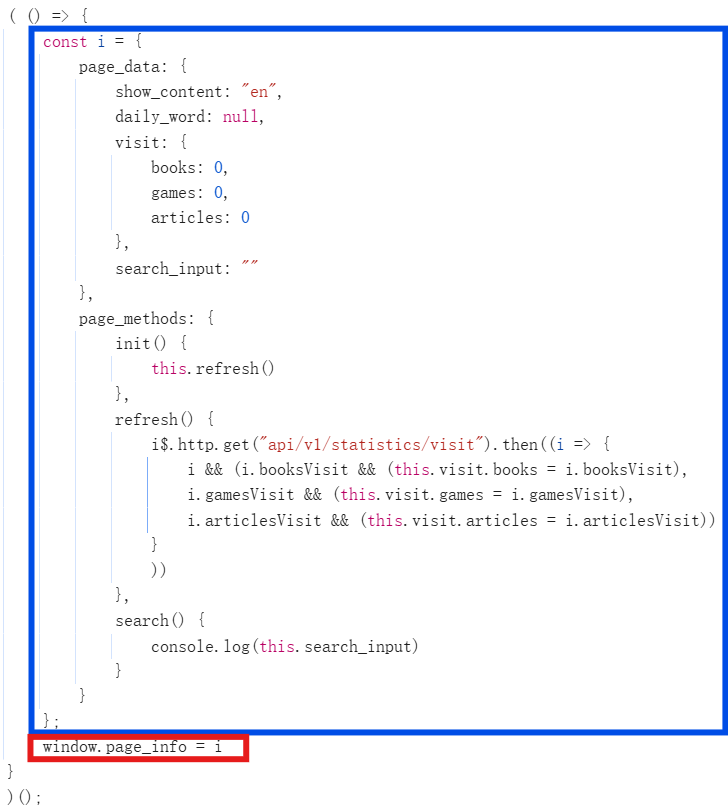 ( () => {
const i = {
page_data: {
show_content: "en",
daily_word: null,
visit: {
books: 0,
games: 0,
articles: 0
},
search_input: ""
},
page_methods: {
init() {
this.refresh()
},
refresh() {
i$.http.get("api/v1/statistics/visit").then((i => {
i && (i.booksVisit && (this.visit.books = i.booksVisit),
i.gamesVisit && (this.visit.games = i.gamesVisit),
i.articlesVisit && (this.visit.articles = i.articlesVisit))
}
))
},
search() {
console.log(this.search_input)
}
}
};
window.page_info = i
}
)();